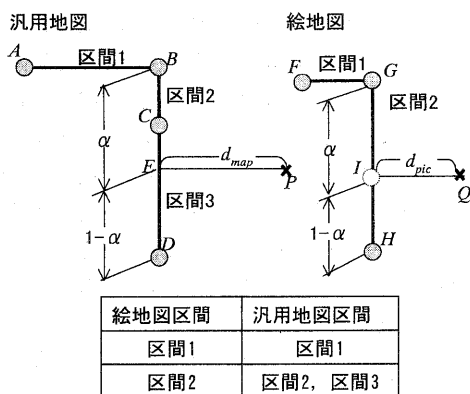 汎用地図
A
区間1
B
区間2
C
α
E
d_map
P
区間3
1-α
D
絵地図
F
区間1
G
区間2
α
I
d_pic
Q
1-α
H
絵地図区間 汎用地図区間
区間1 区間1
区間2 区間2, 区間3